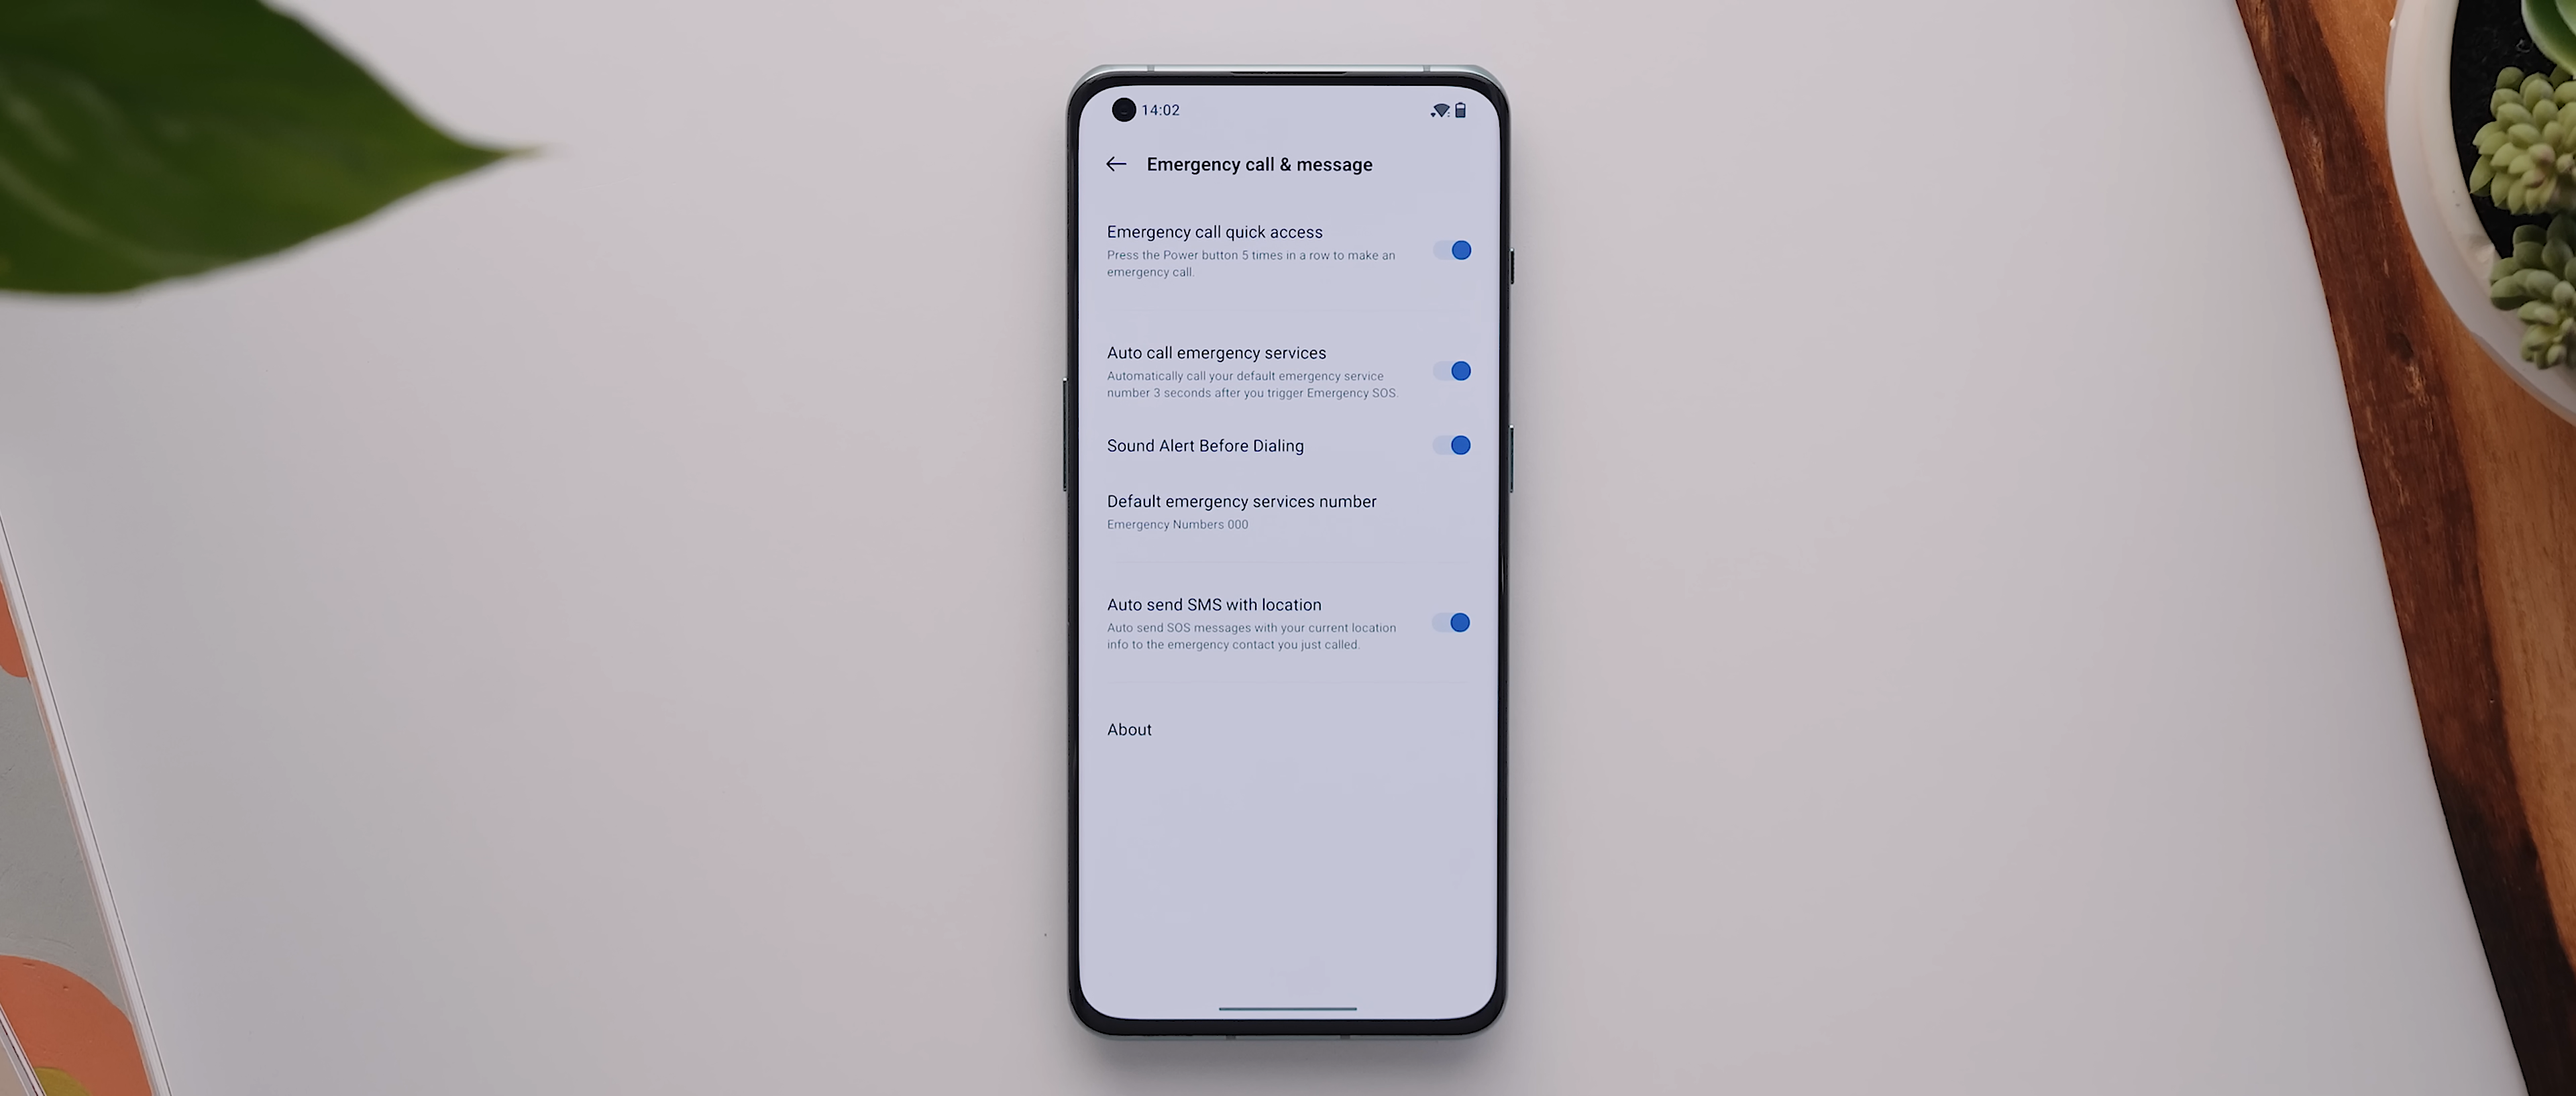 14:02
Emergency call & message
Emergency call quick access
Press the Power button 5 times in a row to make an
emergency call.
Auto call emergency services
Automatically call your default emergency service
number 3 seconds after you trigger Emergency SOS.
Sound Alert Before Dialing
Default emergency services number
Emergency Numbers 000
Auto send SMS with location
Auto send SOS messages with your current location
info to the emergency contact you just called.
About